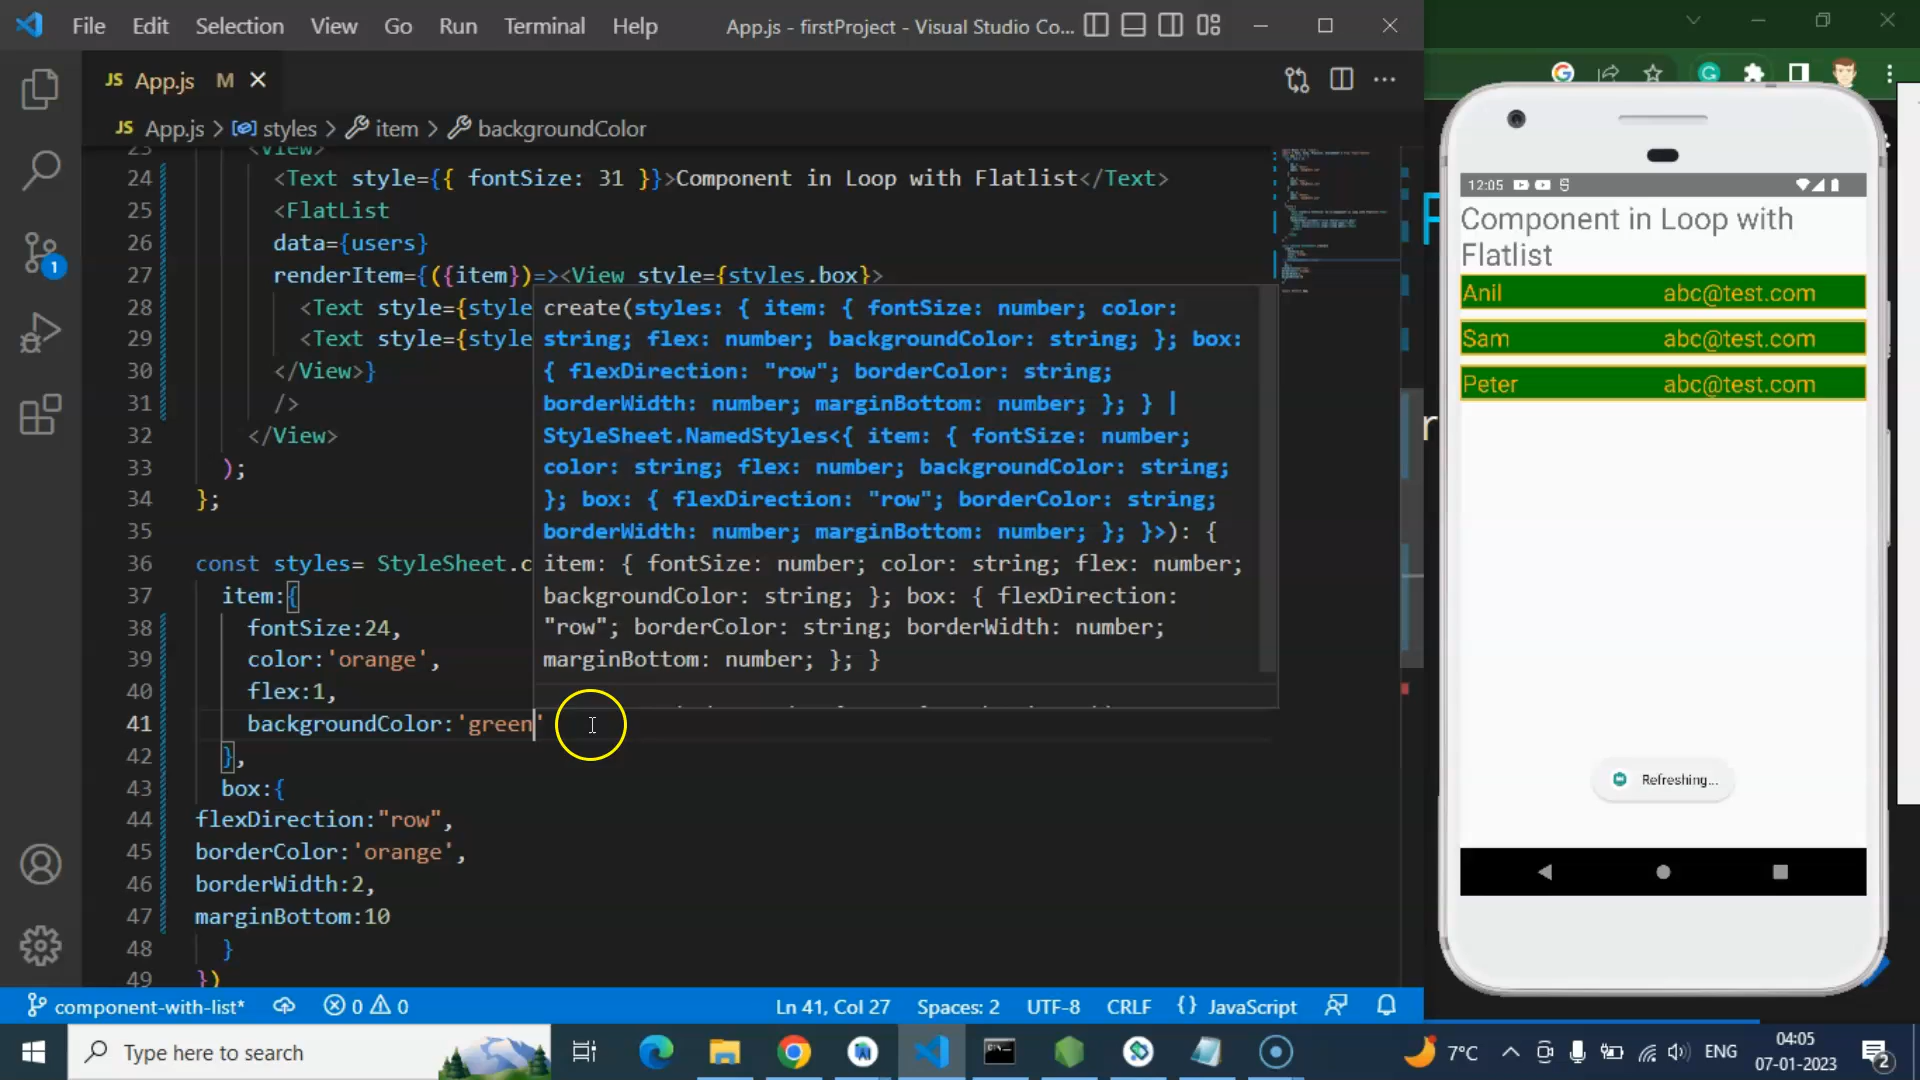 File Edit Selection View Go Run Terminal Help App.js - firstProject - Visual Studio Co...
JS App.js M
JS App.js > styles > item > backgroundColor
23 <View>
24 <Text style={{ fontSize: 31 }}>Component in Loop with Flatlist</Text>
25 <FlatList
26 data={users}
27 renderItem={({item})=><View style={styles.box}>
28 <Text style={style
29 <Text style={style
30 </View>}
31 />
32 </View>
33 );
34 };
35
36 const styles= StyleSheet.c
37 item:{
38 fontSize:24,
39 color:'orange',
40 flex:1,
41 backgroundColor:'green'
42 },
43 box:{
44 flexDirection:"row",
45 borderColor:'orange',
46 borderWidth:2,
47 marginBottom:10
48 }
49 })
create(styles: { item: { fontSize: number; color:
string; flex: number; backgroundColor: string; }; box:
{ flexDirection: "row"; borderColor: string;
borderWidth: number; marginBottom: number; }; } |
StyleSheet.NamedStyles<{ item: { fontSize: number;
color: string; flex: number; backgroundColor: string;
}; box: { flexDirection: "row"; borderColor: string;
borderWidth: number; marginBottom: number; }; }>): {
item: { fontSize: number; color: string; flex: number;
backgroundColor: string; }; box: { flexDirection:
"row"; borderColor: string; borderWidth: number;
marginBottom: number; }; }
12:05
Component in Loop with
Flatlist
Anil abc@test.com
Sam abc@test.com
Peter abc@test.com
Refreshing...
1
component-with-list* 0 0 Ln 41, Col 27 Spaces: 2 UTF-8 CRLF {} JavaScript
Type here to search
7°C ENG 04:05
07-01-2023
2